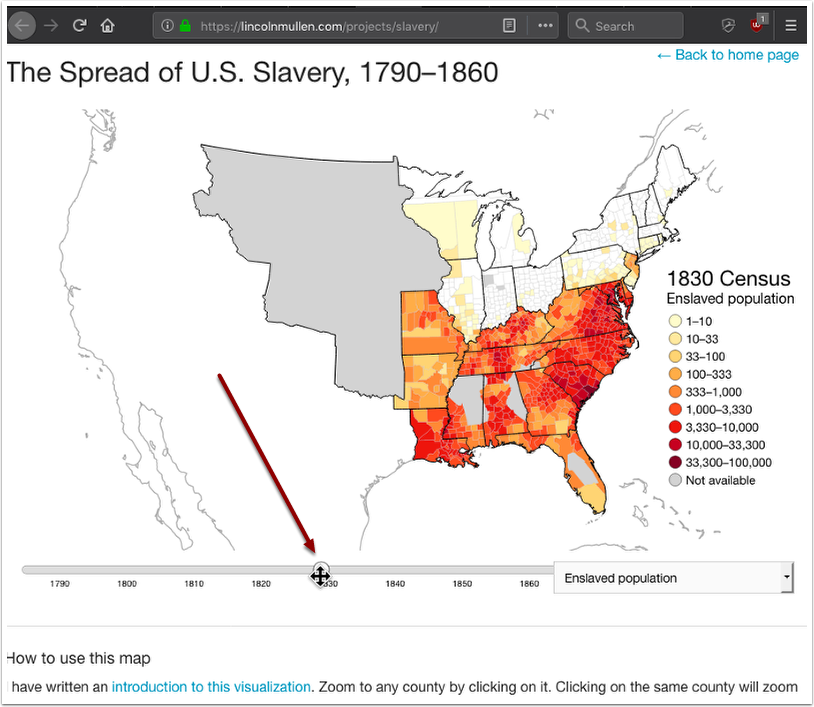 https://lincolnmullen.com/projects/slavery/
Search
1
← Back to home page
The Spread of U.S. Slavery, 1790–1860
1830 Census
Enslaved population
1–10
10–33
33–100
100–333
333–1,000
1,000–3,330
3,330–10,000
10,000–33,300
33,300–100,000
Not available
1790 1800 1810 1820 1840 1850 1860
Enslaved population
How to use this map
I have written an introduction to this visualization. Zoom to any county by clicking on it. Clicking on the same county will zoom